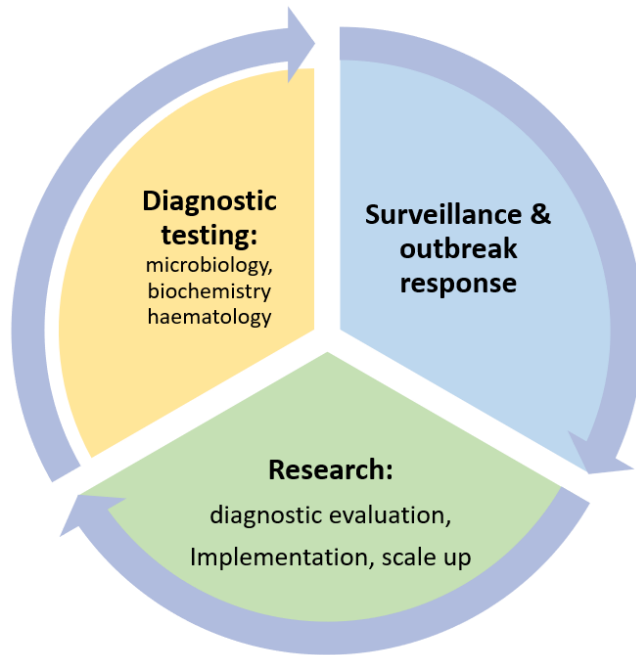 Diagnostic
testing:
microbiology,
biochemistry
haematology
Surveillance &
outbreak
response
Research:
diagnostic evaluation,
Implementation, scale up